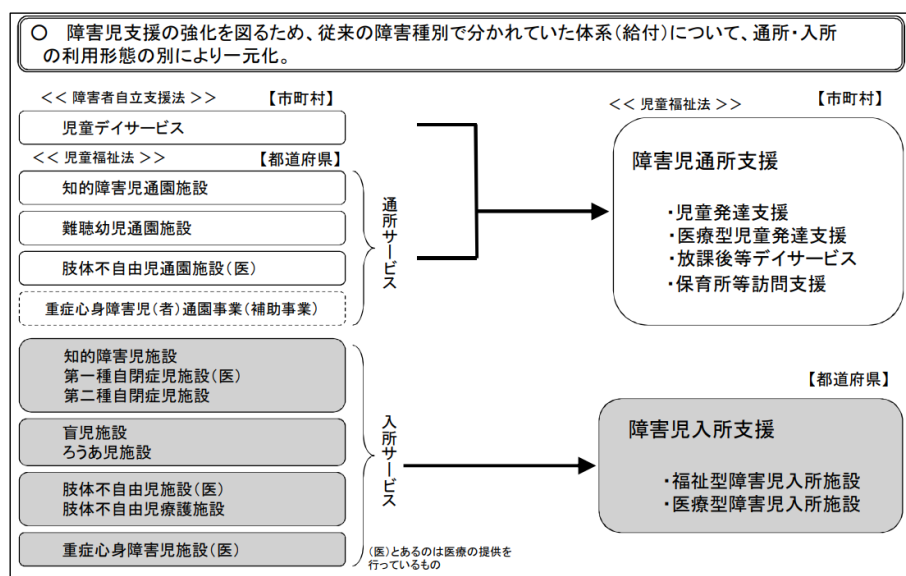 ○ 障害児支援の強化を図るため、従来の障害種別で分かれていた体系(給付)について、通所・入所
の利用形態の別により一元化。
<< 障害者自立支援法 >> 【市町村】
児童デイサービス
<< 児童福祉法 >> 【都道府県】
知的障害児通園施設
難聴幼児通園施設
肢体不自由児通園施設(医)
重症心身障害児(者)通園事業(補助事業)
通所サービス
知的障害児施設
第一種自閉症児施設(医)
第二種自閉症児施設
盲児施設
ろうあ児施設
肢体不自由児施設(医)
肢体不自由児療護施設
重症心身障害児施設(医)
入所サービス
(医)とあるのは医療の提供を
行っているもの
<< 児童福祉法 >> 【市町村】
障害児通所支援
・児童発達支援
・医療型児童発達支援
・放課後等デイサービス
・保育所等訪問支援
【都道府県】
障害児入所支援
・福祉型障害児入所施設
・医療型障害児入所施設